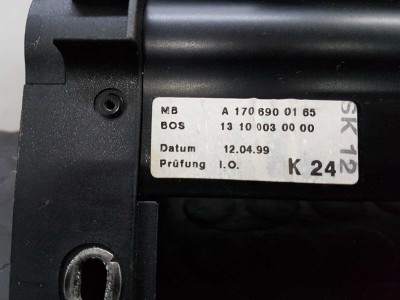 MB A 170 690 01 65
BOS 13 10 003 00 00
Datum 12.04.99
Prüfung I.O. K 24
SK 12